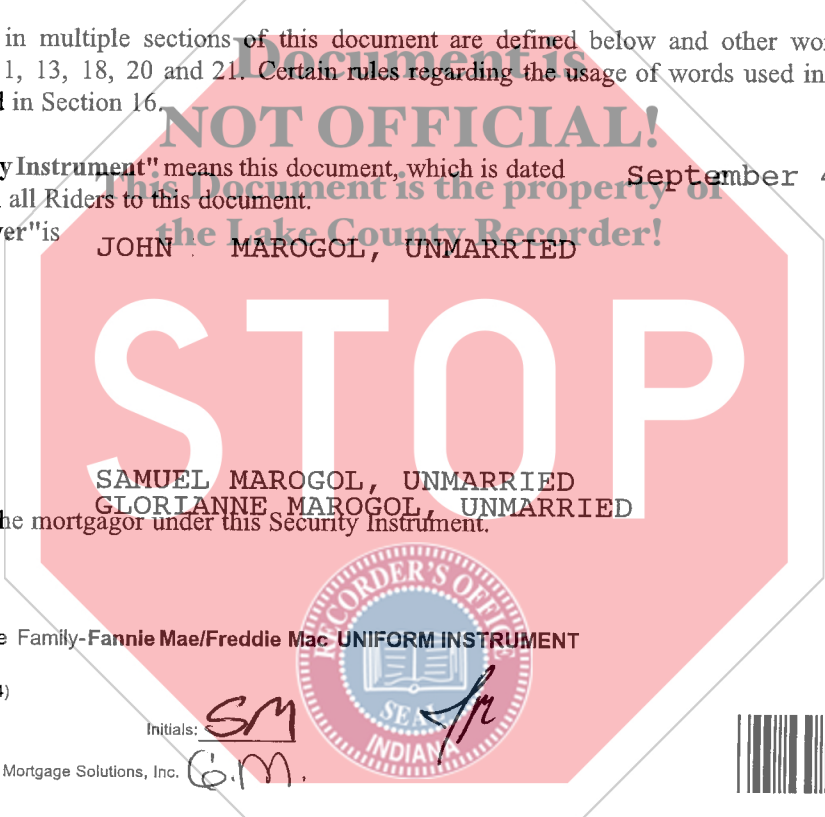 in multiple sections of this document are defined below and other wo
1, 13, 18, 20 and 21. Certain rules regarding the usage of words used in
in Section 16.
Document is
NOT OFFICIAL!
This Document is the property of
the Lake County Recorder!
y Instrument" means this document, which is dated September 4
all Riders to this document.
er" is
JOHN MAROGOL, UNMARRIED
STOP
SAMUEL MAROGOL, UNMARRIED
GLORIANNE MAROGOL, UNMARRIED
he mortgagor under this Security Instrument.
RECORDER'S OFFICE
SEAL
INDIANA
e Family-Fannie Mae/Freddie Mac UNIFORM INSTRUMENT
4)
Initials: SM JM
Mortgage Solutions, Inc. G.M.